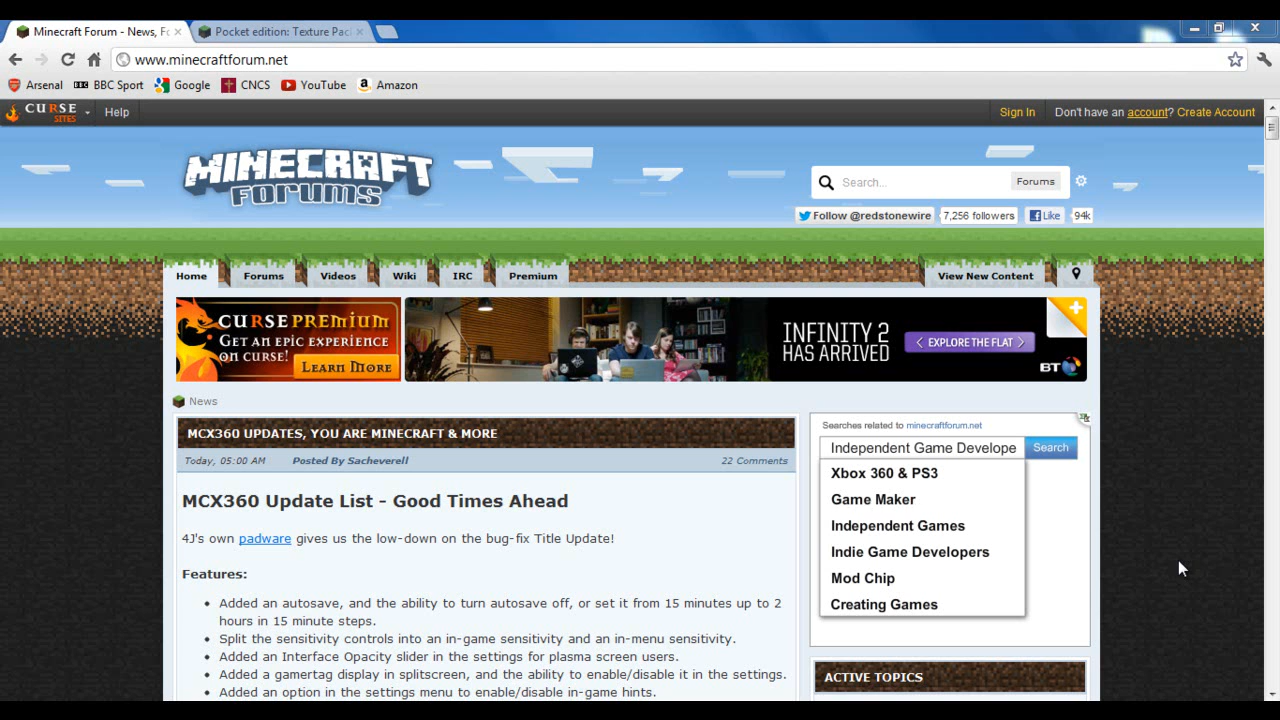 Minecraft Forum - News, Fo
Pocket edition: Texture Pac
www.minecraftforum.net
Arsenal BBC Sport Google CNCS YouTube Amazon
CURSE SITES Help Sign In Don't have an account? Create Account
MINECRAFT FORUMS
Search... Forums
Follow @redstonewire 7,256 followers Like 94k
Home Forums Videos Wiki IRC Premium View New Content
CURSE PREMIUM
GET AN EPIC EXPERIENCE
ON CURSE!
LEARN MORE
INFINITY 2
HAS ARRIVED
EXPLORE THE FLAT
BT
News
MCX360 UPDATES, YOU ARE MINECRAFT & MORE
Today, 05:00 AM Posted By Sacheverell 22 Comments
MCX360 Update List - Good Times Ahead
4J's own padware gives us the low-down on the bug-fix Title Update!
Features:
Added an autosave, and the ability to turn autosave off, or set it from 15 minutes up to 2
hours in 15 minute steps.
Split the sensitivity controls into an in-game sensitivity and an in-menu sensitivity.
Added an Interface Opacity slider in the settings for plasma screen users.
Added a gamertag display in splitscreen, and the ability to enable/disable it in the settings.
Added an option in the settings menu to enable/disable in-game hints.
Searches related to minecraftforum.net
Independent Game Develope Search
Xbox 360 & PS3
Game Maker
Independent Games
Indie Game Developers
Mod Chip
Creating Games
ACTIVE TOPICS